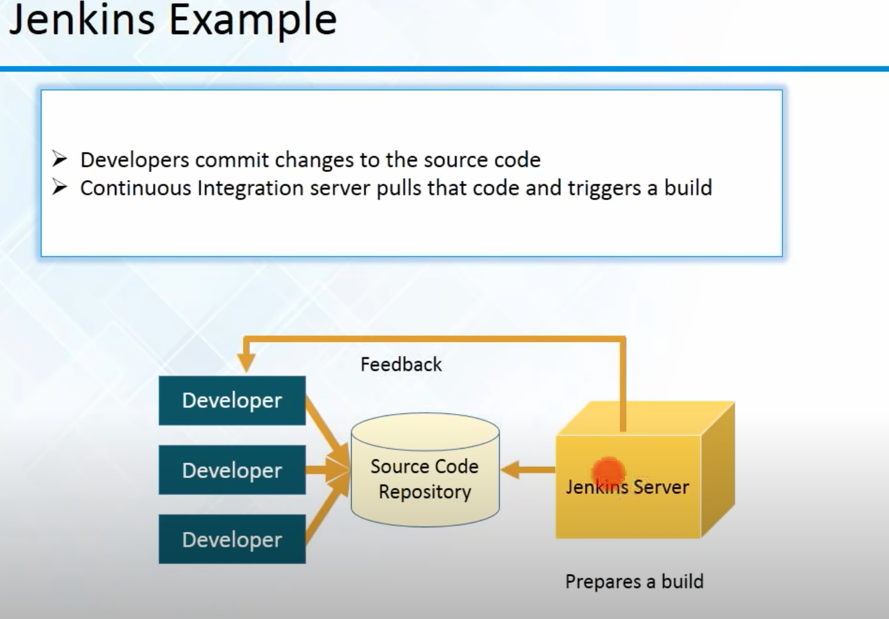 Jenkins Example
➢ Developers commit changes to the source code
➢ Continuous Integration server pulls that code and triggers a build
Feedback
Developer
Developer
Developer
Source Code
Repository
Jenkins Server
Prepares a build